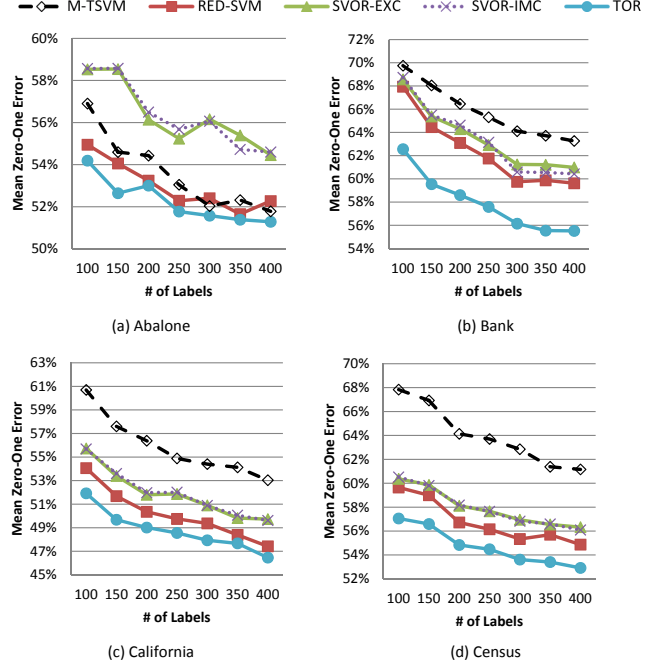 M-TSVM RED-SVM SVOR-EXC SVOR-IMC TOR
60%
58%
56%
54%
52%
50%
Mean Zero-One Error
100 150 200 250 300 350 400
# of Labels
(a) Abalone
72%
70%
68%
66%
64%
62%
60%
58%
56%
54%
Mean Zero-One Error
100 150 200 250 300 350 400
# of Labels
(b) Bank
63%
61%
59%
57%
55%
53%
51%
49%
47%
45%
Mean Zero-One Error
100 150 200 250 300 350 400
# of Labels
(c) California
70%
68%
66%
64%
62%
60%
58%
56%
54%
52%
Mean Zero-One Error
100 150 200 250 300 350 400
# of Labels
(d) Census